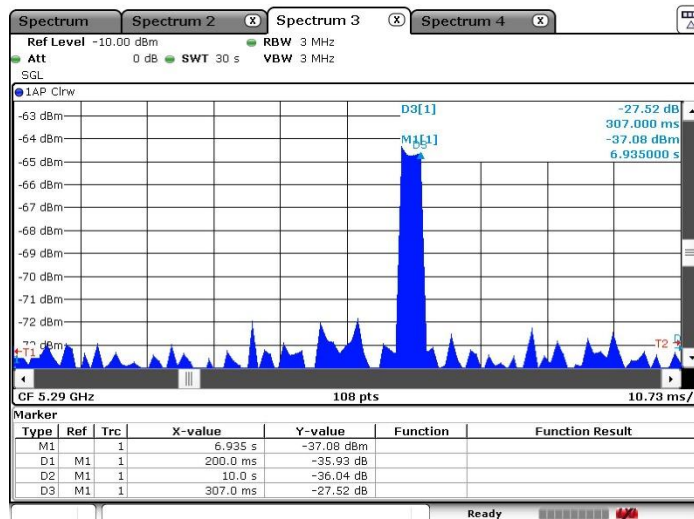 Spectrum Spectrum 2 X Spectrum 3 X Spectrum 4 X
Ref Level -10.00 dBm RBW 3 MHz
Att 0 dB SWT 30 s VBW 3 MHz
SGL
1AP Clrw
D3[1] -27.52 dB
307.000 ms
M1[1] -37.08 dBm
6.935000 s
D3
-63 dBm
-64 dBm
-65 dBm
-66 dBm
-67 dBm
-68 dBm
-69 dBm
-70 dBm
-71 dBm
-72 dBm
dBm
T1 T2
CF 5.29 GHz 108 pts 10.73 ms/
Marker
Type Ref Trc X-value Y-value Function Function Result
M1 1 6.935 s -37.08 dBm
D1 M1 1 200.0 ms -35.93 dB
D2 M1 1 10.0 s -36.04 dB
D3 M1 1 307.0 ms -27.52 dB
Ready